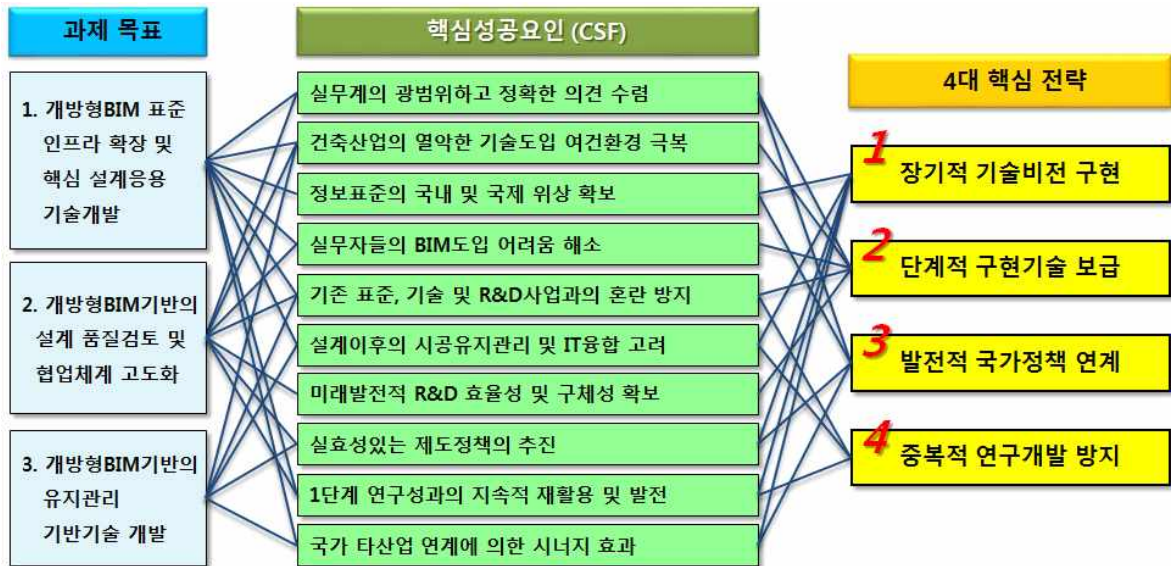 과제 목표
1. 개방형BIM 표준
인프라 확장 및
핵심 설계응용
기술개발
2. 개방형BIM기반의
설계 품질검토 및
협업체계 고도화
3. 개방형BIM기반의
유지관리
기반기술 개발
핵심성공요인 (CSF)
실무계의 광범위하고 정확한 의견 수렴
건축산업의 열악한 기술도입 여건환경 극복
정보표준의 국내 및 국제 위상 확보
실무자들의 BIM도입 어려움 해소
기존 표준, 기술 및 R&D사업과의 혼란 방지
설계이후의 시공유지관리 및 IT융합 고려
미래발전적 R&D 효율성 및 구체성 확보
실효성있는 제도정책의 추진
1단계 연구성과의 지속적 재활용 및 발전
국가 타산업 연계에 의한 시너지 효과
4대 핵심 전략
1 장기적 기술비전 구현
2 단계적 구현기술 보급
3 발전적 국가정책 연계
4 중복적 연구개발 방지